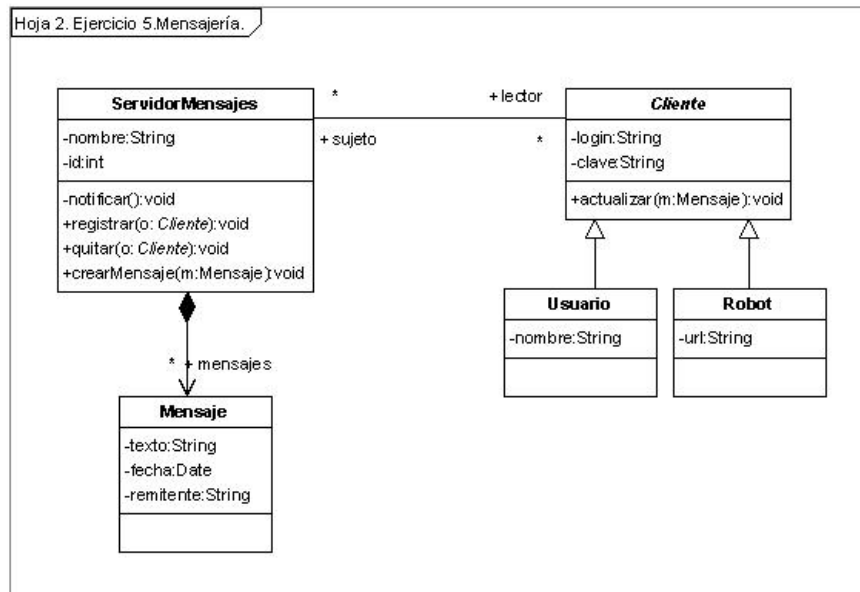 Hoja 2. Ejercicio 5.Mensajería.
ServidorMensajes
-nombre:String
-id:int
-notificar():void
+registrar(o: Cliente):void
+quitar(o: Cliente):void
+crearMensaje(m:Mensaje):void
*
+ lector
+ sujeto
*
Cliente
-login:String
-clave:String
+actualizar(m:Mensaje):void
Usuario
-nombre:String
Robot
-url:String
* + mensajes
Mensaje
-texto:String
-fecha:Date
-remitente:String